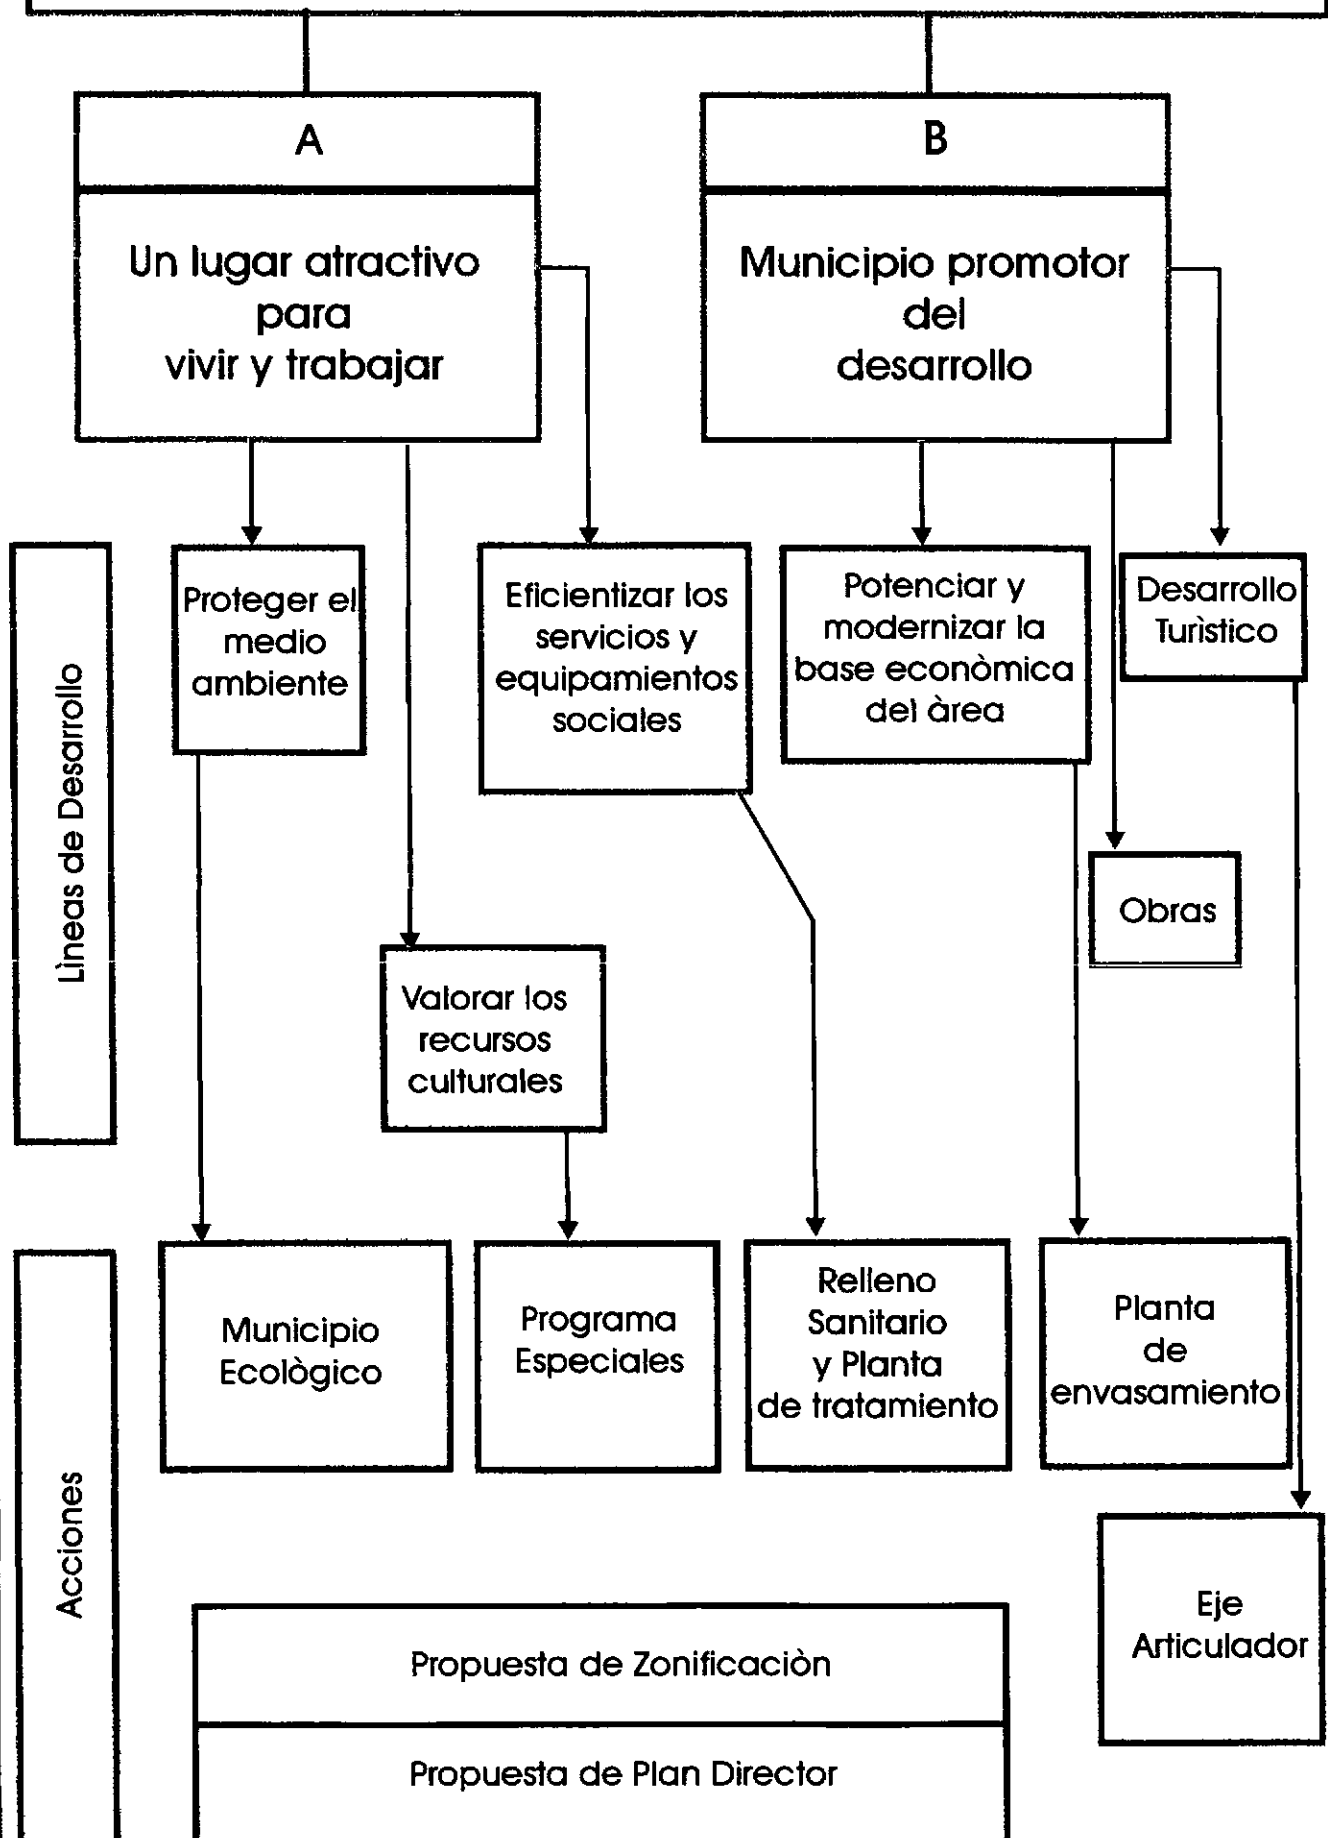 A
Un lugar atractivo
para
vivir y trabajar
B
Municipio promotor
del
desarrollo
Lìneas de Desarrollo
Proteger el
medio
ambiente
Eficientizar los
servicios y
equipamientos
sociales
Potenciar y
modernizar la
base econòmica
del àrea
Desarrollo
Turìstico
Obras
Valorar los
recursos
culturales
Acciones
Municipio
Ecològico
Programa
Especiales
Relleno
Sanitario
y Planta
de tratamiento
Planta
de
envasamiento
Eje
Articulador
Propuesta de Zonificaciòn
Propuesta de Plan Director